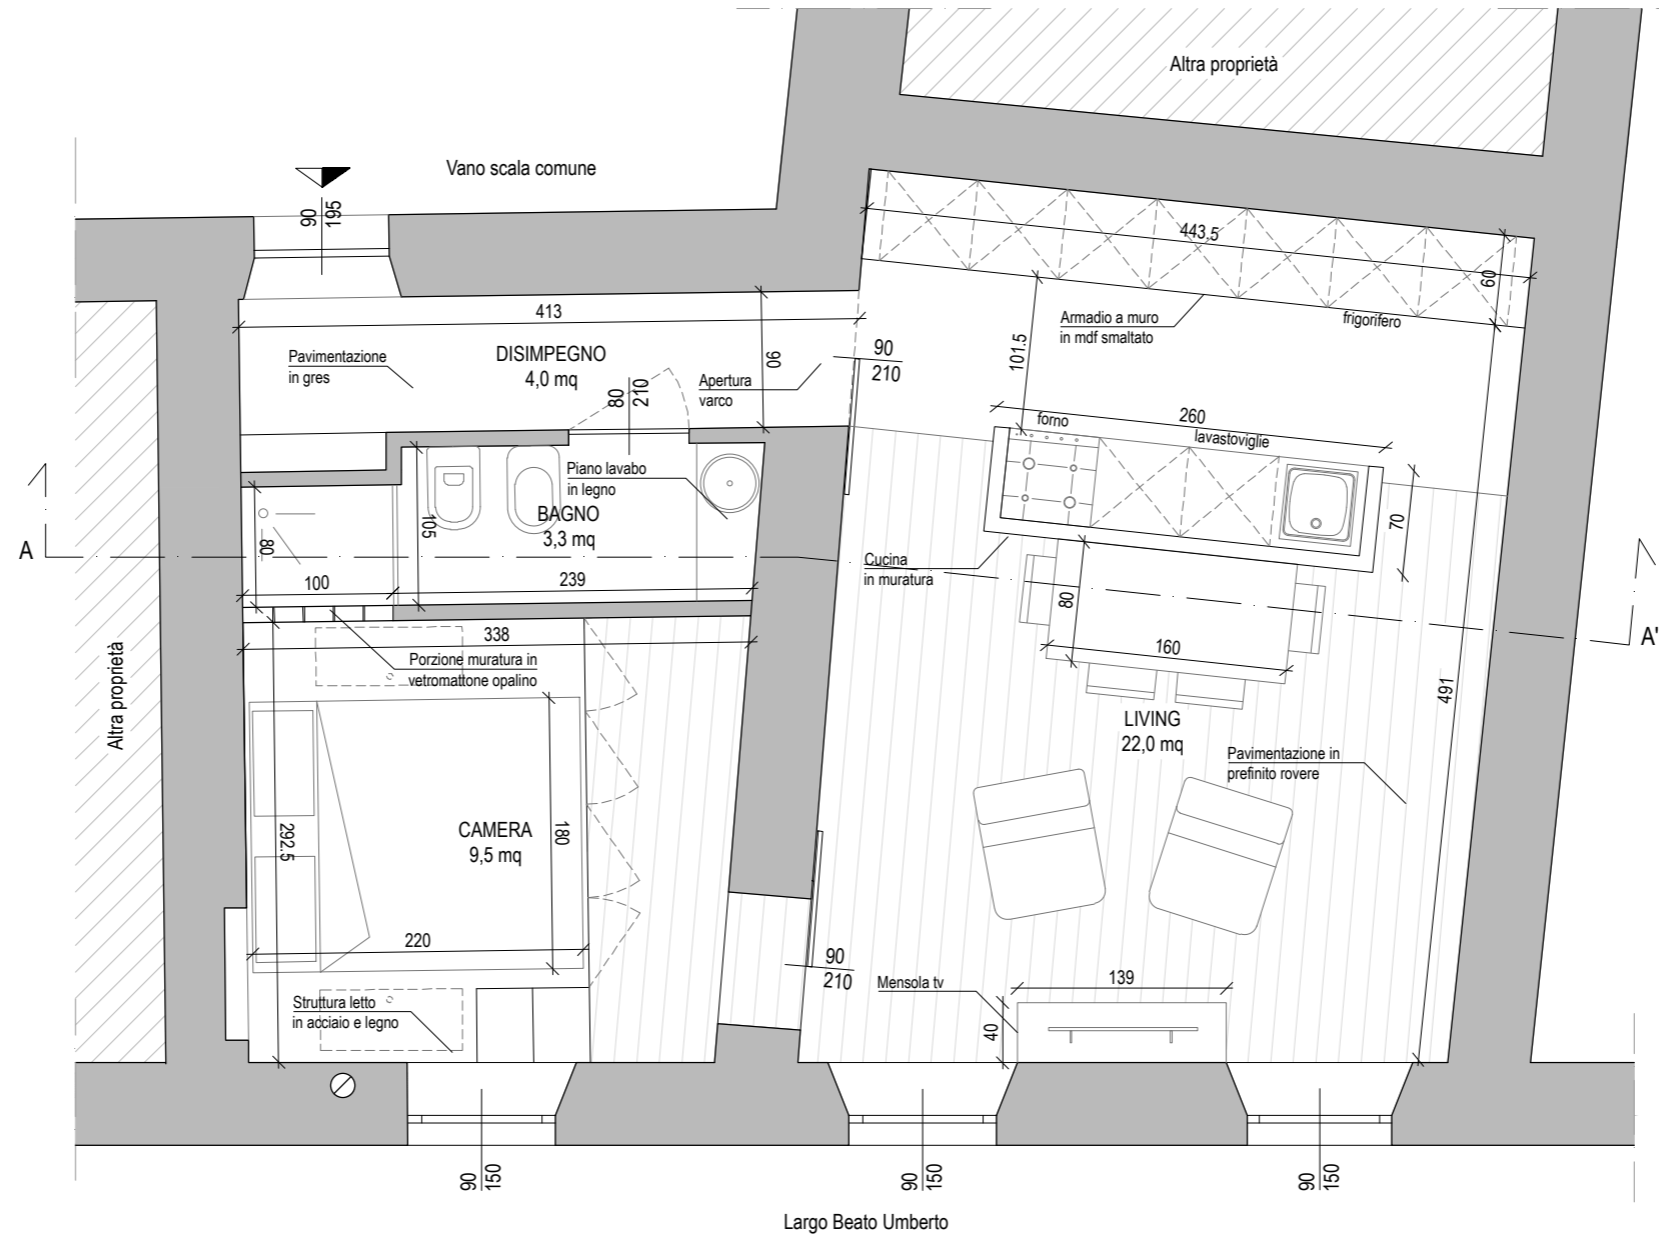 Altra proprietà
Vano scala comune
90
195
443,5
60
413
Armadio a muro
in mdf smaltato
frigorifero
101.5
Pavimentazione
in gres
DISIMPEGNO
4,0 mq
90
90
210
80
210
Apertura
varco
260
forno
lavastoviglie
Piano lavabo
in legno
BAGNO
3,3 mq
105
80
70
A
100
239
Cucina
in muratura
80
A'
338
160
Porzione muratura in
vetromattone opalino
Altra proprietà
491
LIVING
22,0 mq
Pavimentazione in
prefinito rovere
CAMERA
9,5 mq
180
292.5
220
90
210
Mensola tv
139
40
Struttura letto
in acciaio e legno
90
150
90
150
90
150
Largo Beato Umberto